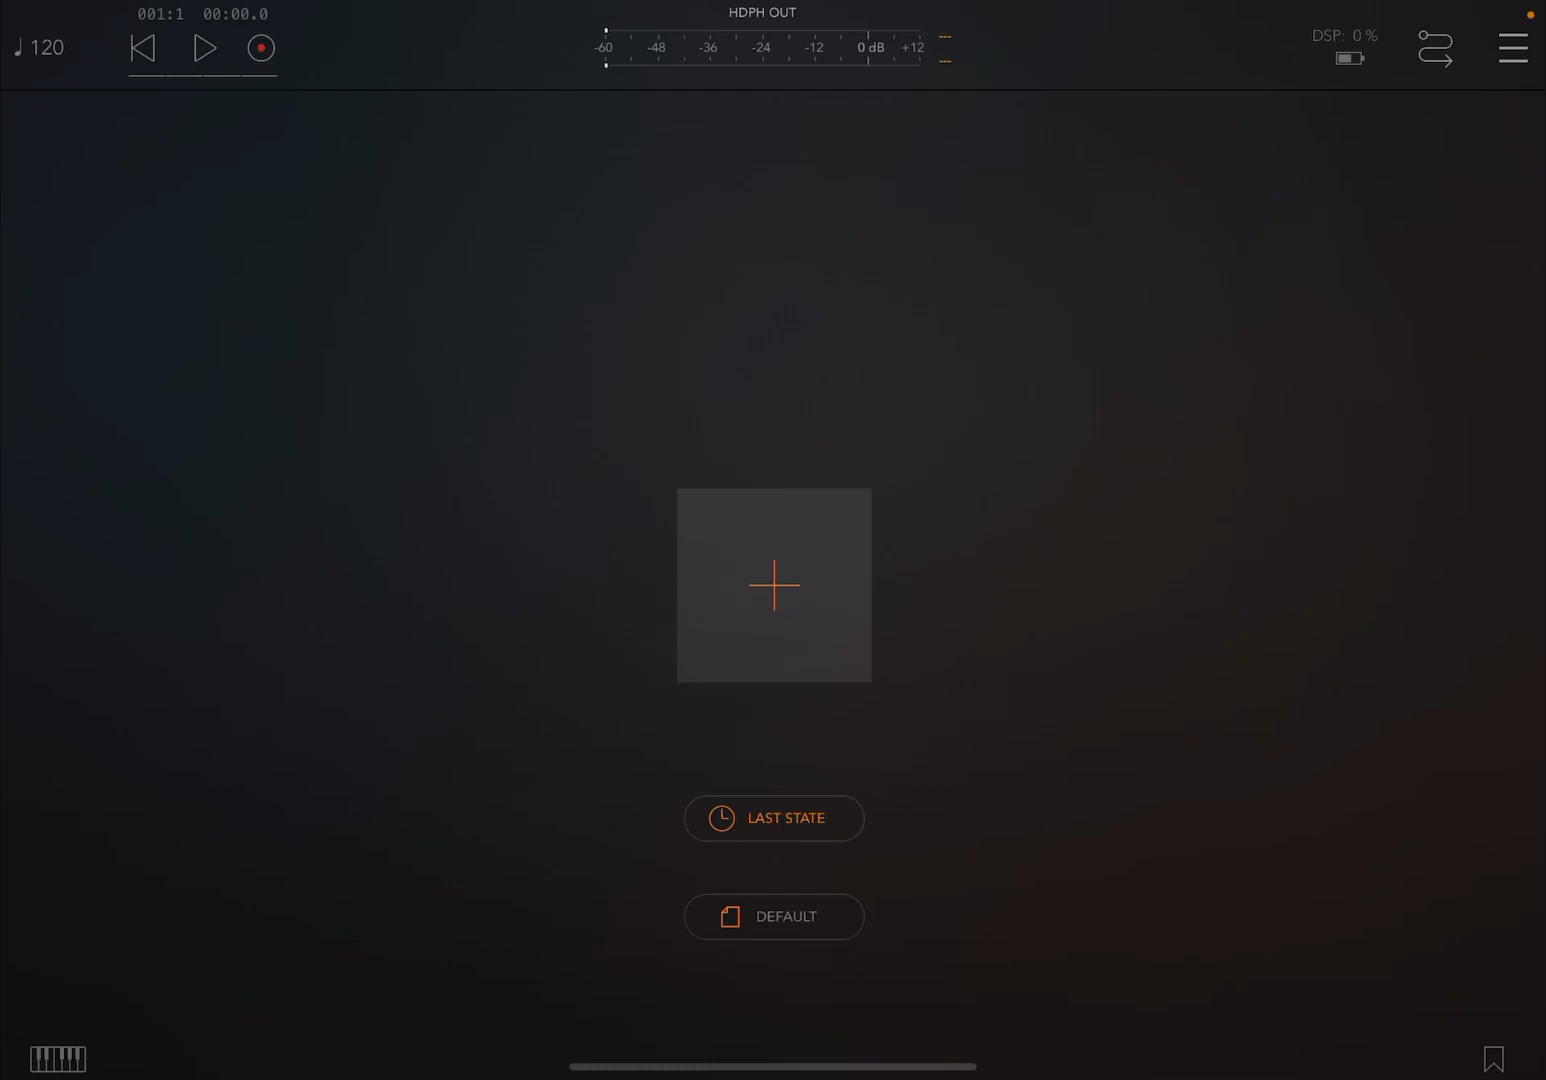 001:1 00:00.0
120
HDPH OUT
-60 -48 -36 -24 -12 0 dB +12
DSP: 0 %
LAST STATE
DEFAULT